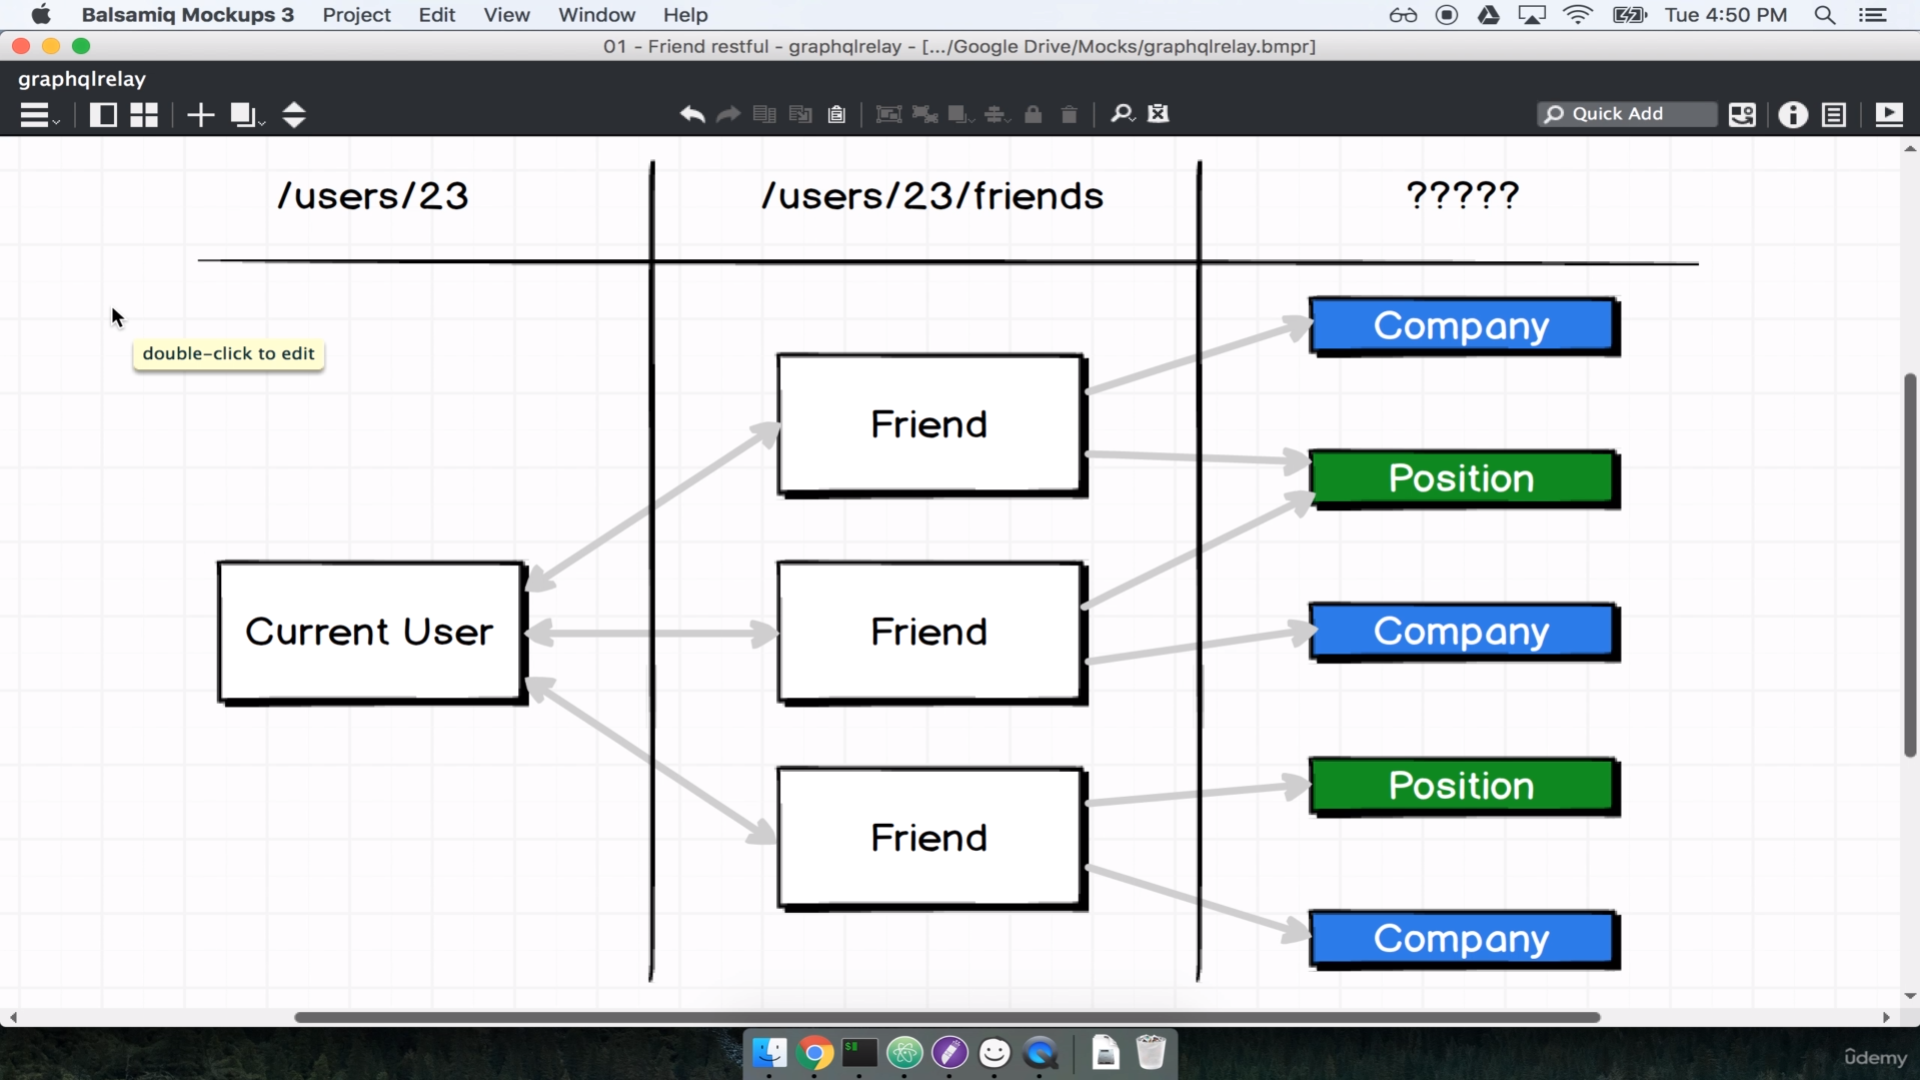 Balsamiq Mockups 3 Project Edit View Window Help Tue 4:50 PM
01 - Friend restful - graphqlrelay - [.../Google Drive/Mocks/graphqlrelay.bmpr]
graphqlrelay
Quick Add
/users/23 /users/23/friends ?????
Company
double-click to edit
Friend
Position
Current User Friend Company
Position
Friend
Company
$
ûdemy